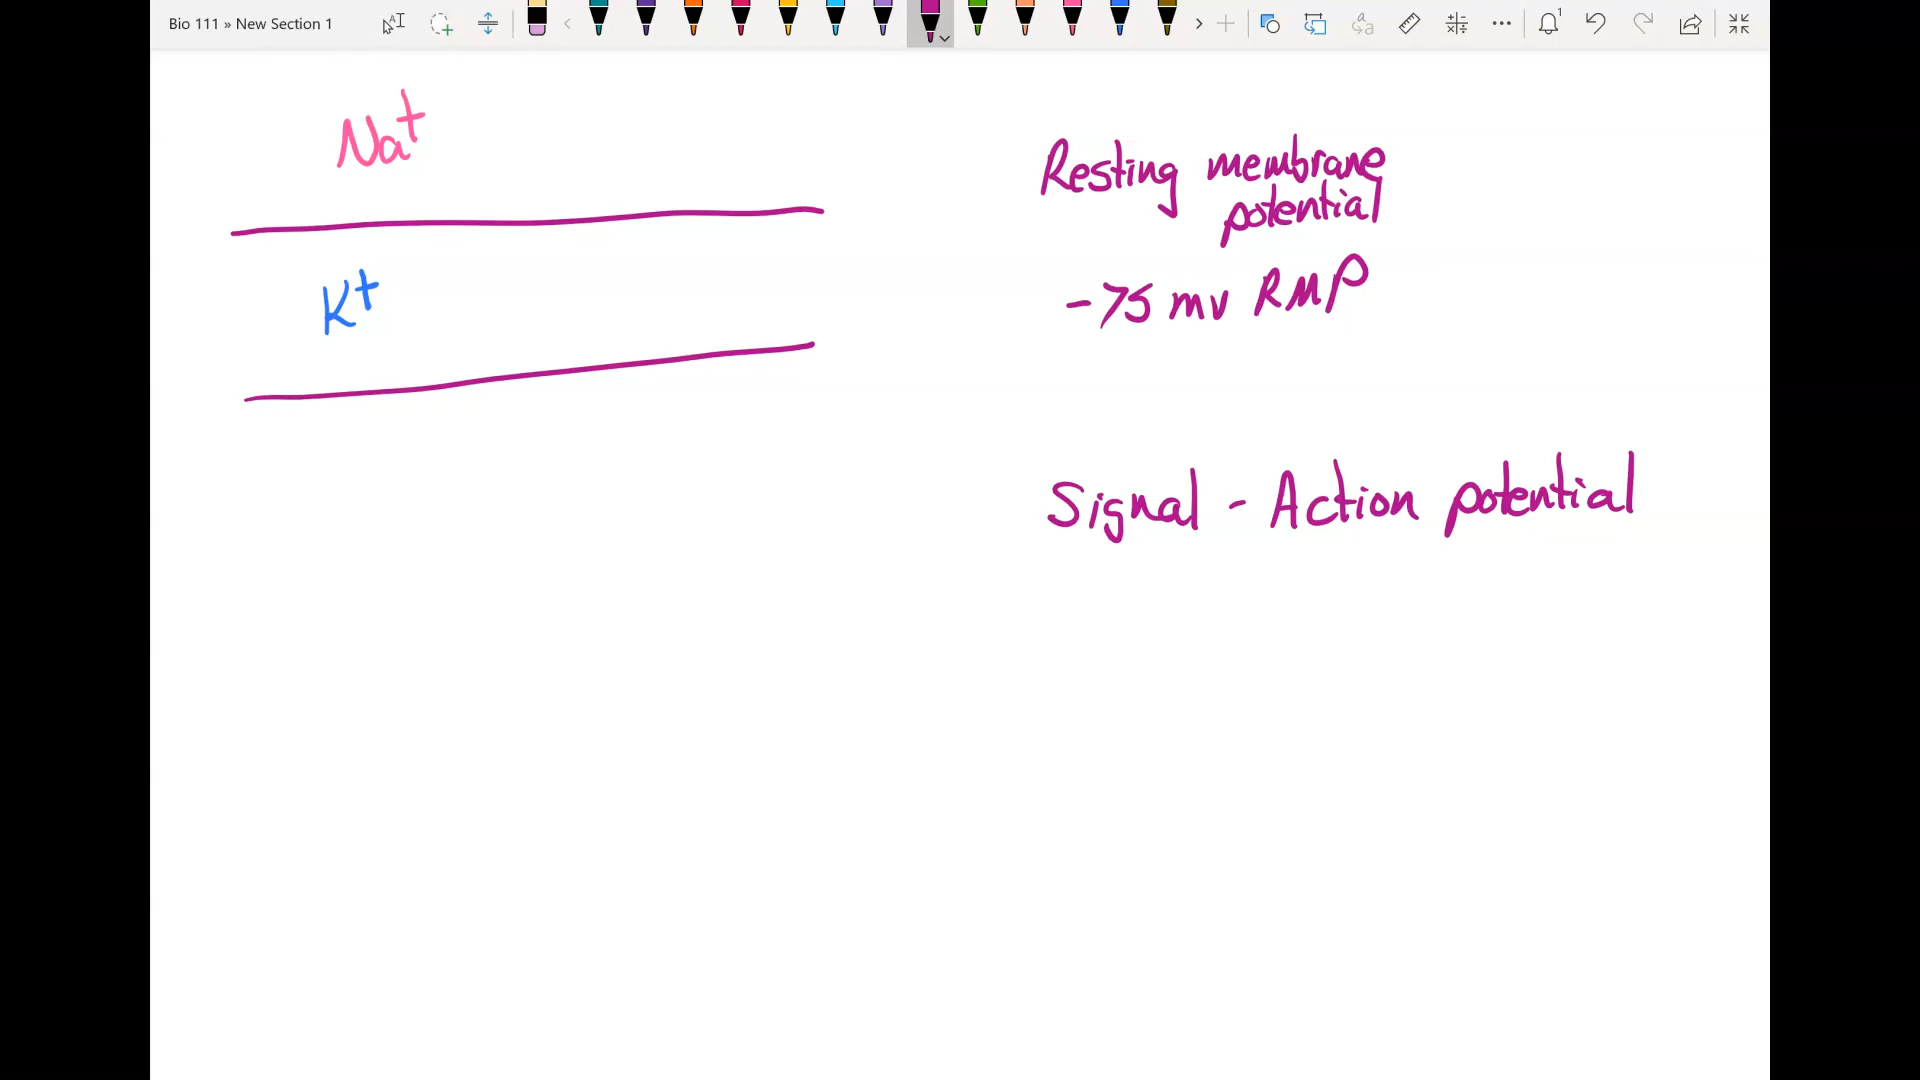 Bio 111 » New Section 1
Na+
K+
Resting membrane
potential
-75 mv RMP
Signal - Action potential